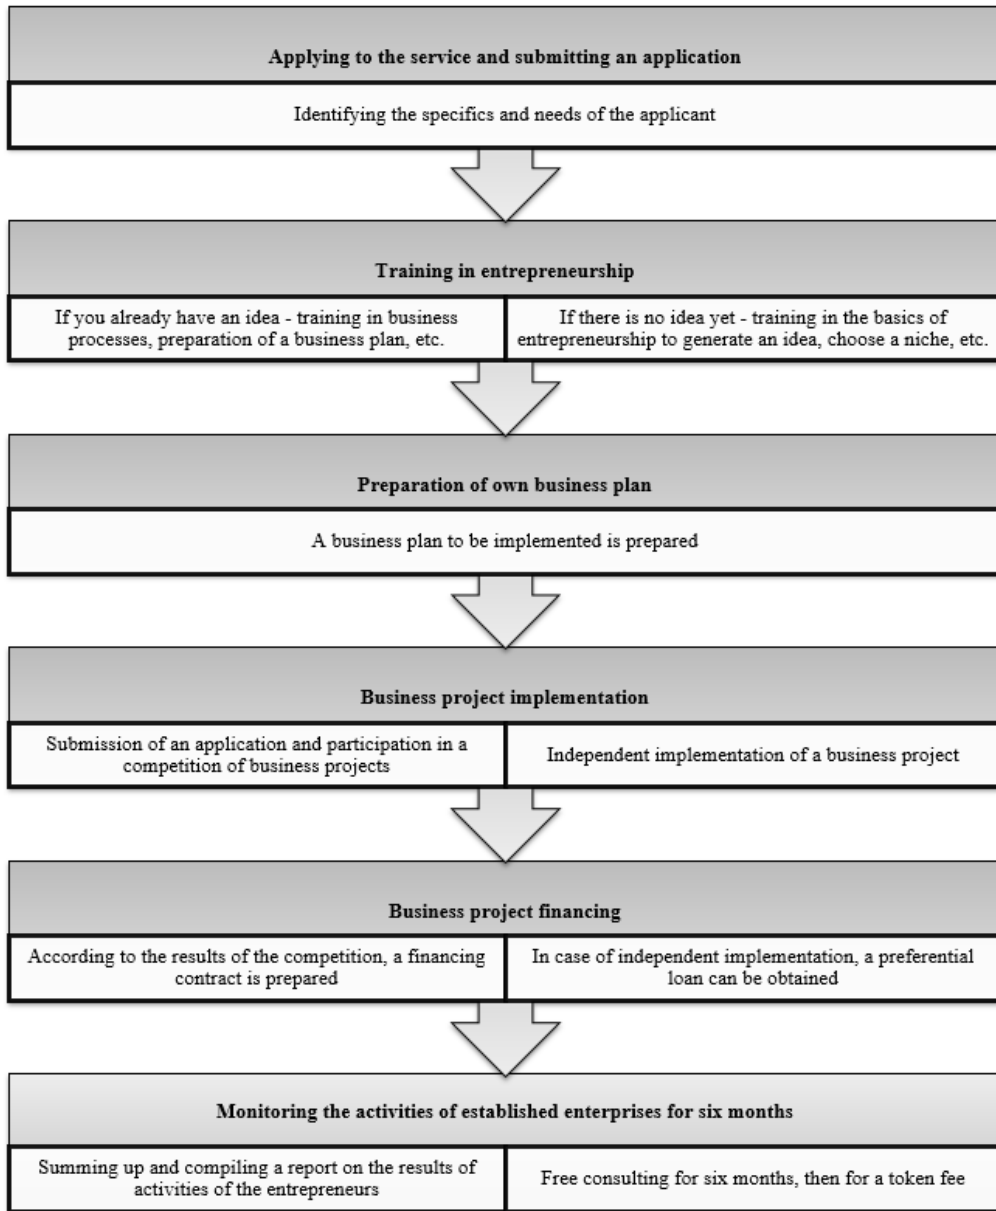 Applying to the service and submitting an application
Identifying the specifics and needs of the applicant
Training in entrepreneurship
If you already have an idea - training in business
processes, preparation of a business plan, etc.
If there is no idea yet - training in the basics of
entrepreneurship to generate an idea, choose a niche, etc.
Preparation of own business plan
A business plan to be implemented is prepared
Business project implementation
Submission of an application and participation in a
competition of business projects
Independent implementation of a business project
Business project financing
According to the results of the competition, a financing
contract is prepared
In case of independent implementation, a preferential
loan can be obtained
Monitoring the activities of established enterprises for six months
Summing up and compiling a report on the results of
activities of the entrepreneurs
Free consulting for six months, then for a token fee